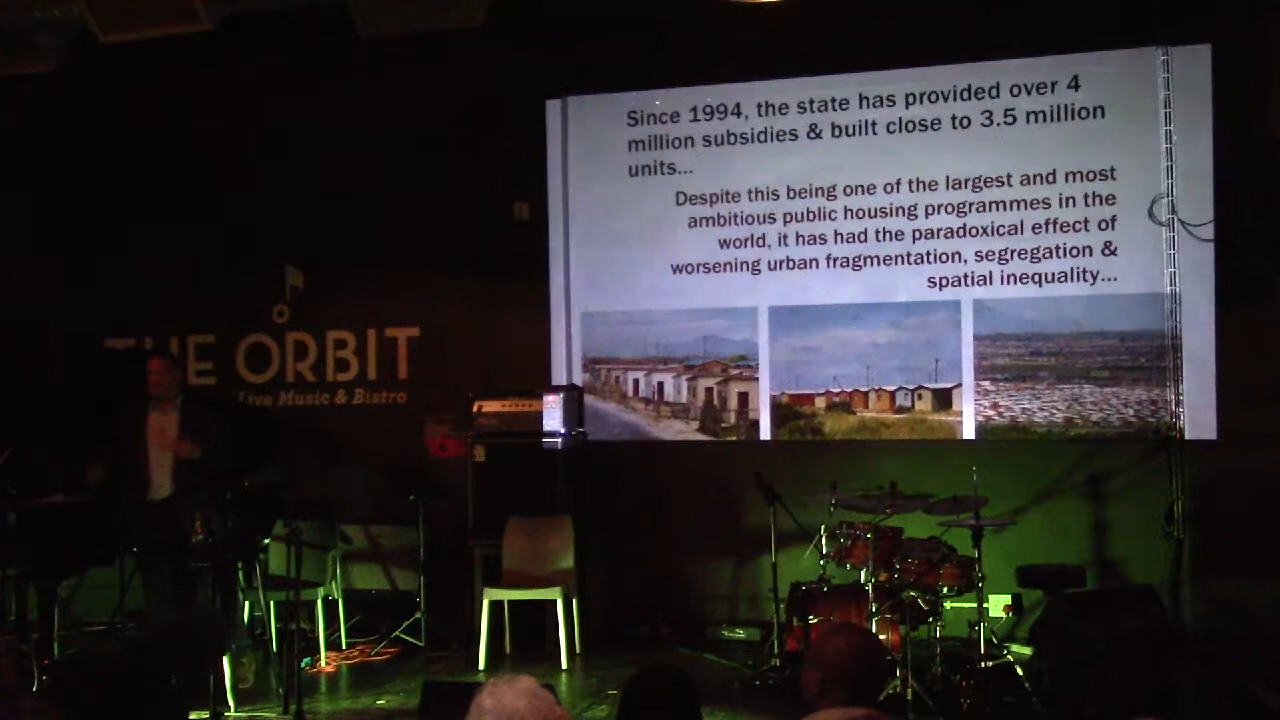 Since 1994, the state has provided over 4
million subsidies & built close to 3.5 million
units...
Despite this being one of the largest and most
ambitious public housing programmes in the
world, it has had the paradoxical effect of
worsening urban fragmentation, segregation &
spatial inequality...
THE ORBIT
Live Music & Bistro